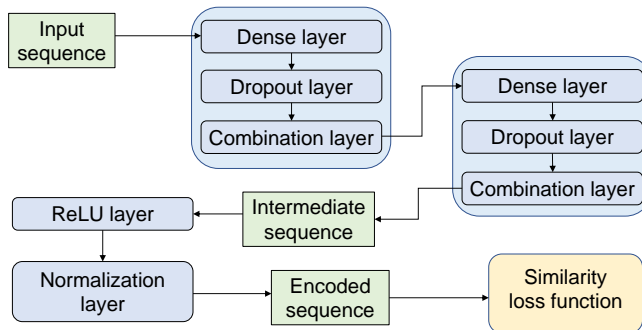 Input
sequence
Dense layer
Dropout layer
Combination layer
Dense layer
Dropout layer
Combination layer
Intermediate
sequence
ReLU layer
Normalization
layer
Encoded
sequence
Similarity
loss function